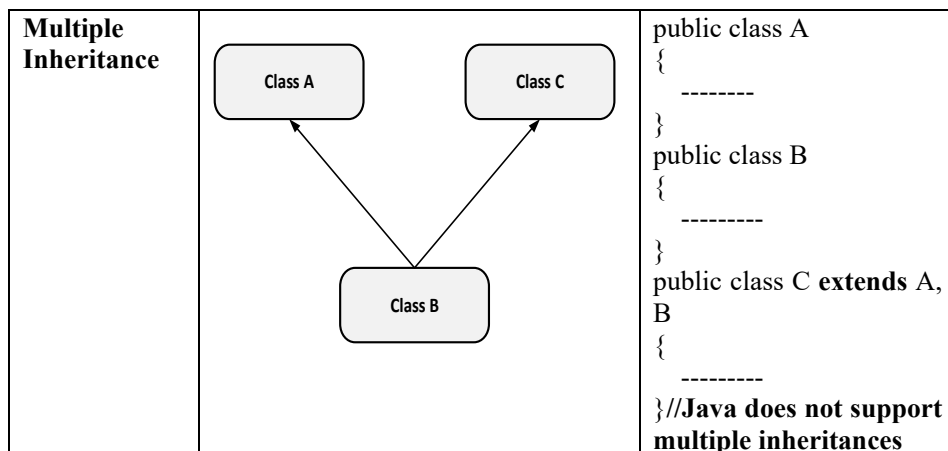 Multiple
Inheritance
Class A
Class C
Class B
public class A
{
--------
}
public class B
{
---------
}
public class C extends A,
B
{
---------
}//Java does not support
multiple inheritances